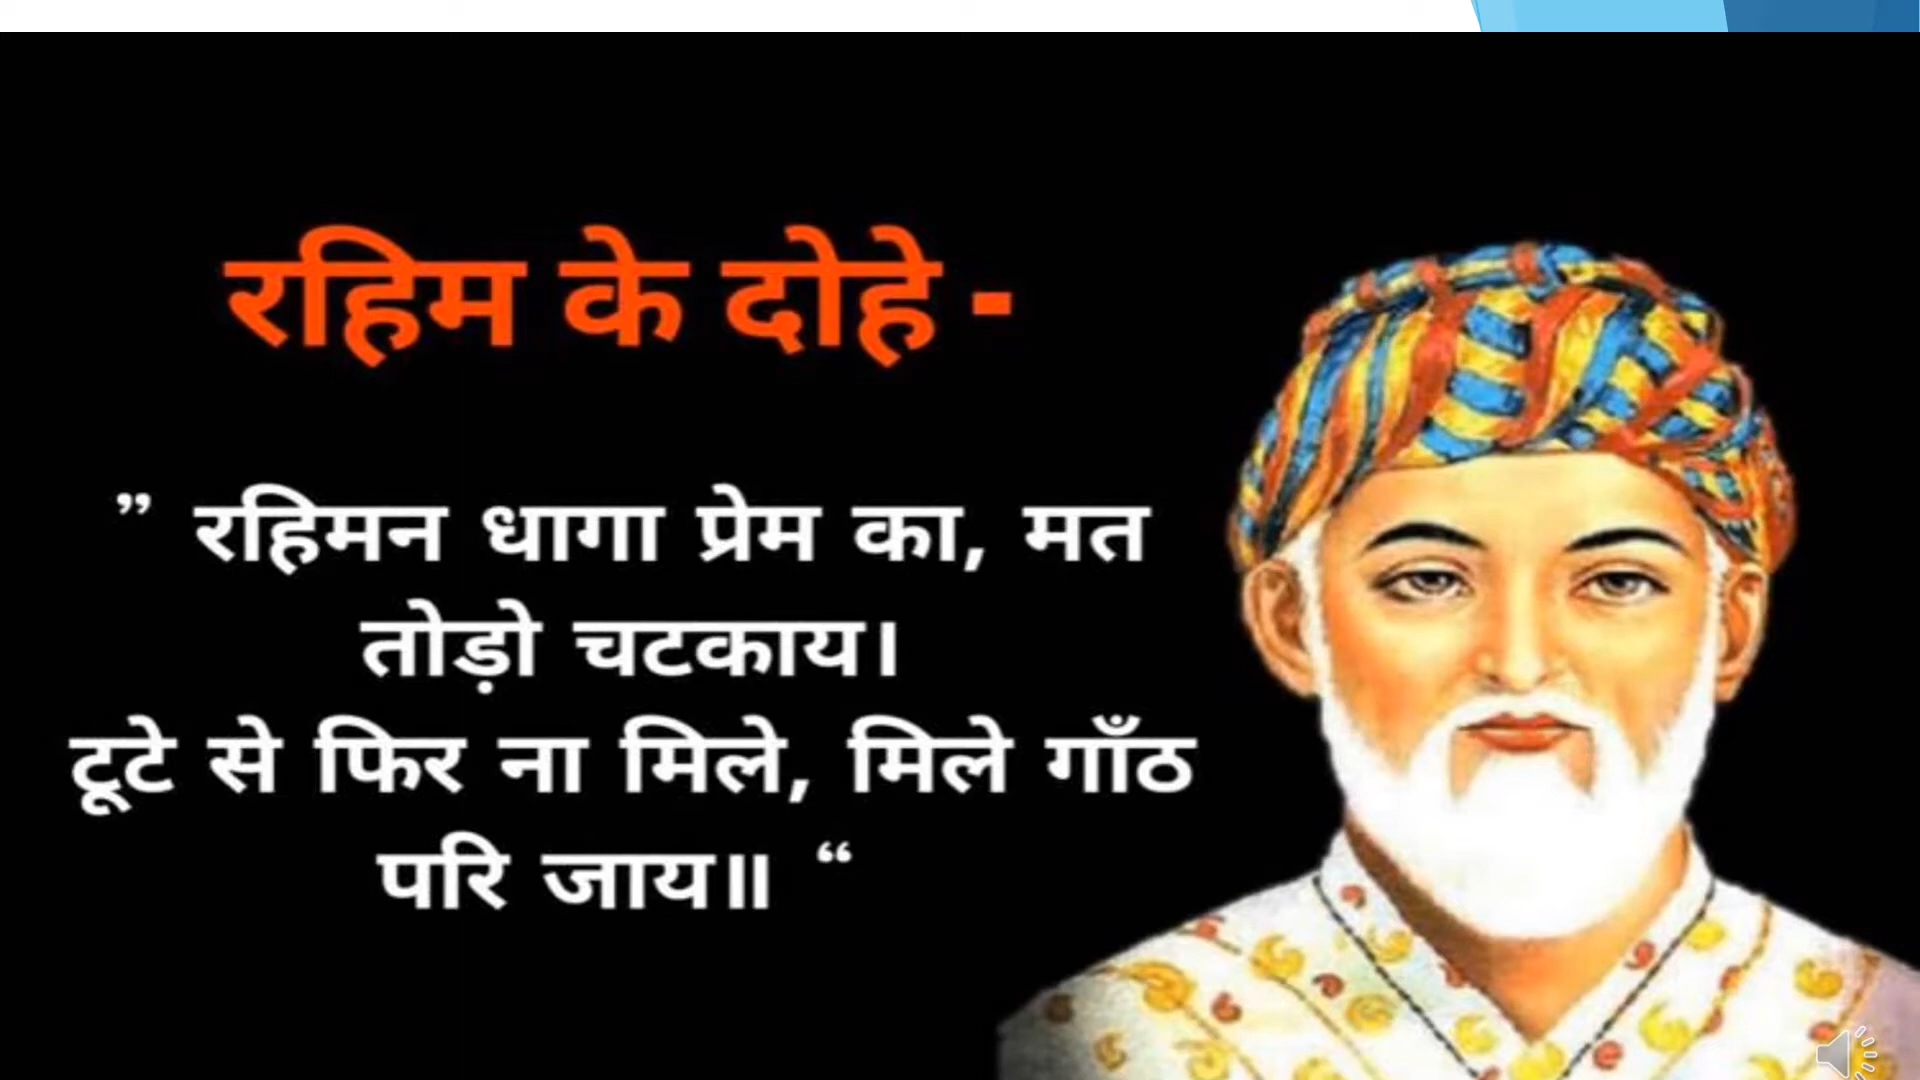 रहिम के दोहे -
” रहिमन धागा प्रेम का, मत
तोड़ो चटकाय।
टूटे से फिर ना मिले, मिले गाँठ
परि जाय॥ “